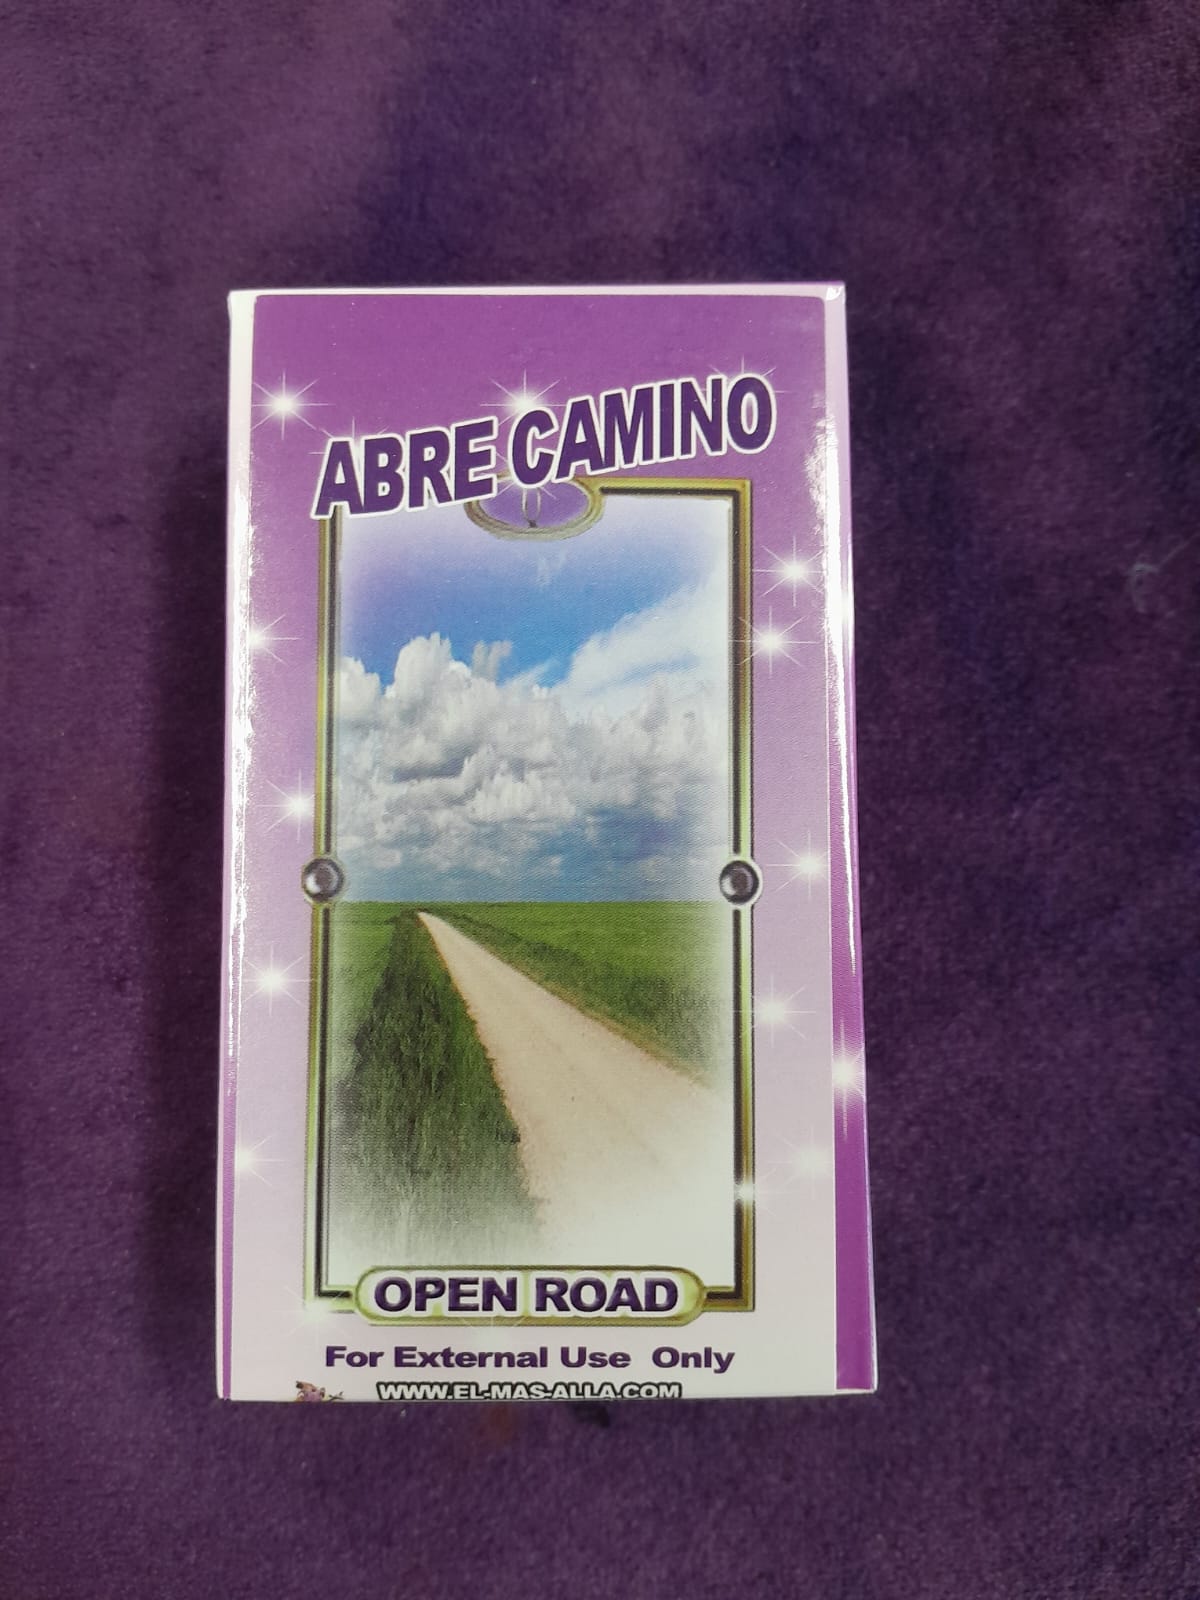 ABRE CAMINO
OPEN ROAD
For External Use Only
WWW.EL-MAS-ALLA.COM